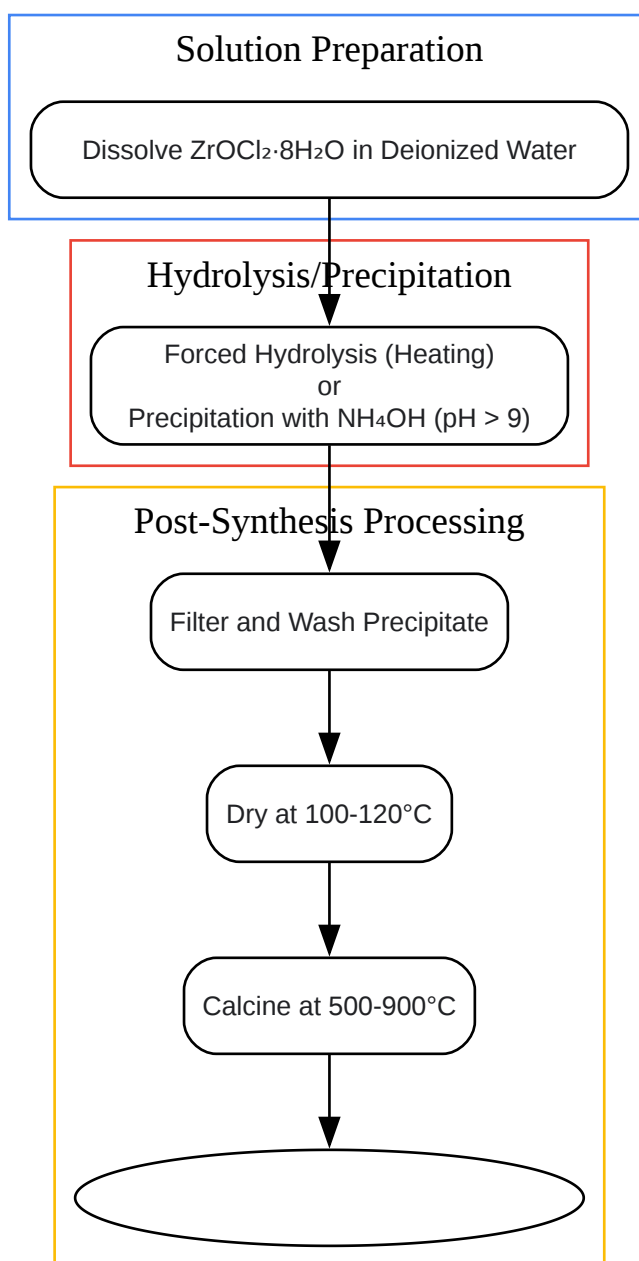 Solution Preparation
Dissolve ZrOCl₂·8H₂O in Deionized Water
Hydrolysis/Precipitation
Forced Hydrolysis (Heating)
or
Precipitation with NH₄OH (pH > 9)
Post-Synthesis Processing
Filter and Wash Precipitate
Dry at 100-120°C
Calcine at 500-900°C